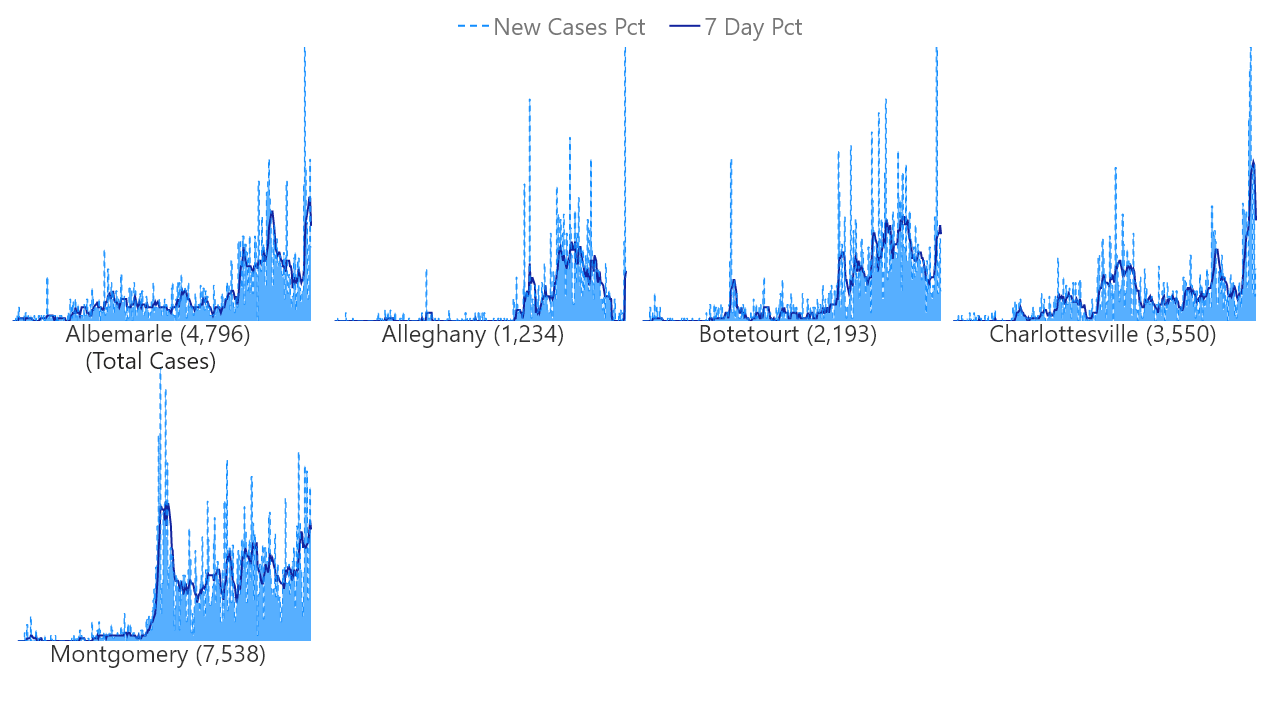 New Cases Pct 7 Day Pct
Albemarle (4,796) Alleghany (1,234) Botetourt (2,193) Charlottesville (3,550)
(Total Cases)
Montgomery (7,538)